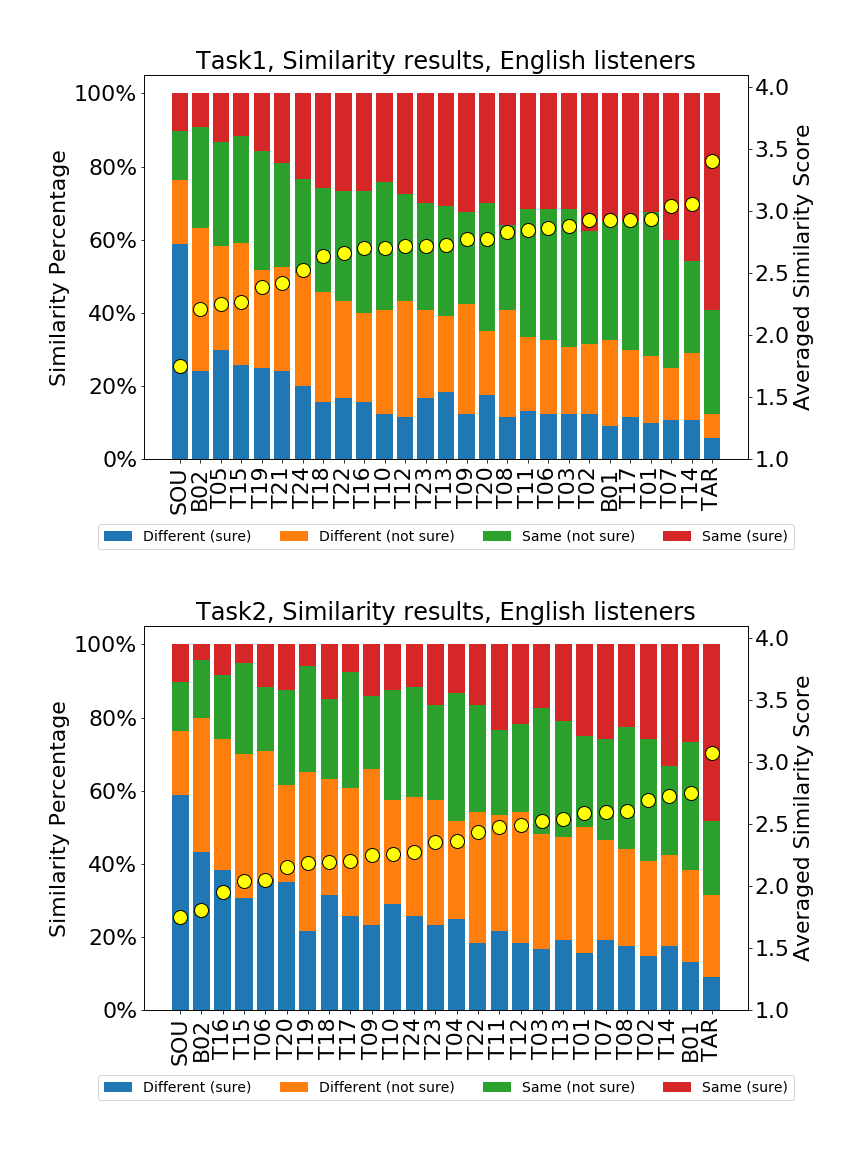 Task1, Similarity results, English listeners
Similarity Percentage
100%
80%
60%
40%
20%
0%
4.0
3.5
3.0
2.5
2.0
1.5
1.0
Averaged Similarity Score
SOU B02 T05 T15 T19 T21 T24 T18 T22 T16 T10 T12 T23 T13 T09 T20 T08 T11 T06 T03 T02 B01 T17 T01 T07 T14 TAR
Different (sure) Different (not sure) Same (not sure) Same (sure)
Task2, Similarity results, English listeners
Similarity Percentage
100%
80%
60%
40%
20%
0%
4.0
3.5
3.0
2.5
2.0
1.5
1.0
Averaged Similarity Score
SOU B02 T16 T15 T06 T20 T19 T18 T17 T09 T10 T24 T23 T04 T22 T11 T12 T03 T13 T01 T07 T08 T02 T14 B01 TAR
Different (sure) Different (not sure) Same (not sure) Same (sure)